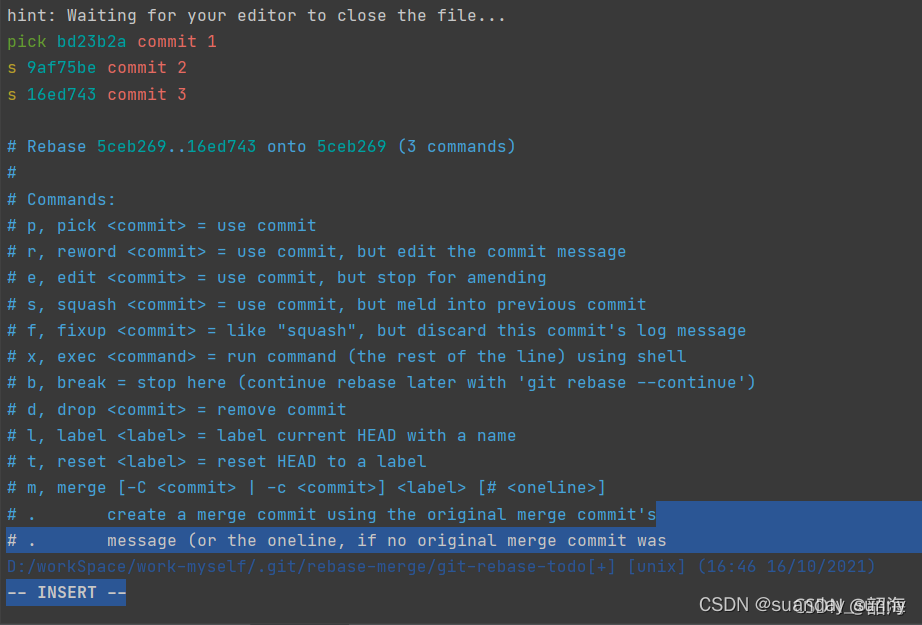 hint: Waiting for your editor to close the file...
pick bd23b2a commit 1
s 9af75be commit 2
s 16ed743 commit 3
# Rebase 5ceb269..16ed743 onto 5ceb269 (3 commands)
#
# Commands:
# p, pick <commit> = use commit
# r, reword <commit> = use commit, but edit the commit message
# e, edit <commit> = use commit, but stop for amending
# s, squash <commit> = use commit, but meld into previous commit
# f, fixup <commit> = like "squash", but discard this commit's log message
# x, exec <command> = run command (the rest of the line) using shell
# b, break = stop here (continue rebase later with 'git rebase --continue')
# d, drop <commit> = remove commit
# l, label <label> = label current HEAD with a name
# t, reset <label> = reset HEAD to a label
# m, merge [-C <commit> | -c <commit>] <label> [# <oneline>]
# .       create a merge commit using the original merge commit's
# .       message (or the oneline, if no original merge commit was
D:/workSpace/work-myself/.git/rebase-merge/git-rebase-todo[+] [unix] (16:46 16/10/2021)
-- INSERT --
CSDN